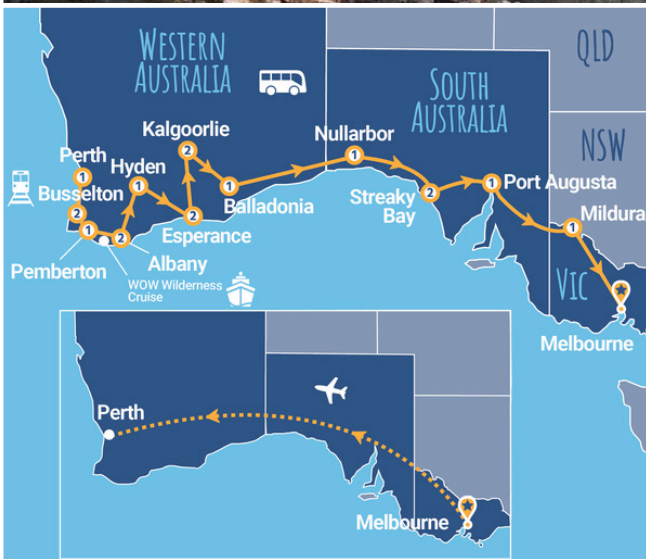 WESTERN
AUSTRALIA
SOUTH
AUSTRALIA
QLD
NSW
VIC
Kalgoorlie
2
Nullarbor
1
Perth
1
Hyden
1
Busselton
2
1
Balladonia
2
Esperance
Streaky
Bay
2
1
Port Augusta
Mildura
1
1
Pemberton
2
Albany
WOW Wilderness
Cruise
Melbourne
Perth
Melbourne